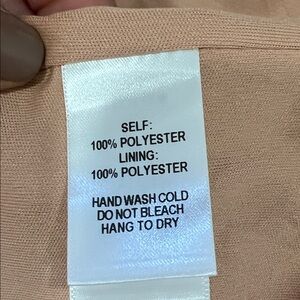 SELF:
100% POLYESTER
LINING:
100% POLYESTER
HAND WASH COLD
DO NOT BLEACH
HANG TO DRY